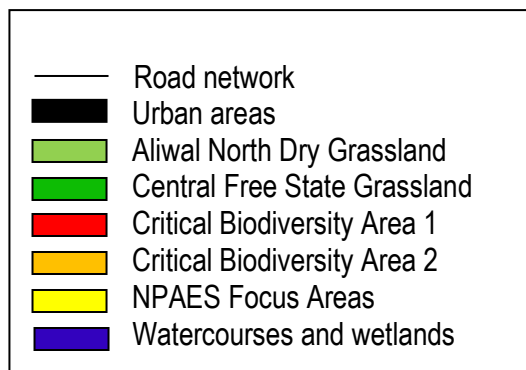 Road network
Urban areas
Aliwal North Dry Grassland
Central Free State Grassland
Critical Biodiversity Area 1
Critical Biodiversity Area 2
NPAES Focus Areas
Watercourses and wetlands